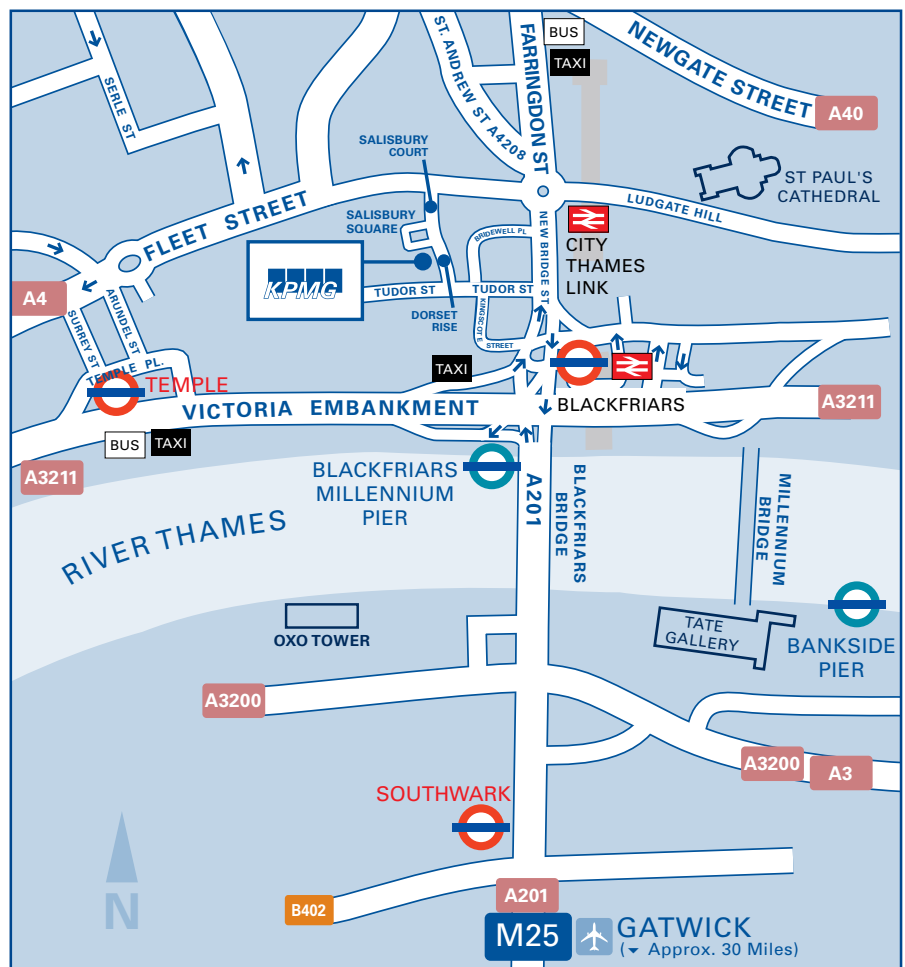 BUS
TAXI
NEWGATE STREET
A40
SERLE ST
ST. ANDREW ST A4208
FARRINGDON ST
SALISBURY
COURT
ST PAUL'S
CATHEDRAL
SALISBURY
SQUARE
FLEET STREET
LUDGATE HILL
BRIDEWELL PL
NEW BRIDGE ST
CITY
THAMES
LINK
KPMG
TUDOR ST
TUDOR ST
A4
DORSET
RISE
KINGSCOTE
STREET
SURREY ST
ARUNDEL ST
TEMPLE PL.
TEMPLE
TAXI
VICTORIA EMBANKMENT
BLACKFRIARS
A3211
BUS
TAXI
A3211
BLACKFRIARS
MILLENNIUM
PIER
A201
BLACKFRIARS
BRIDGE
MILLENNIUM
BRIDGE
RIVER THAMES
OXO TOWER
TATE
GALLERY
BANKSIDE
PIER
A3200
A3200
A3
SOUTHWARK
N
B402
A201
M25
GATWICK
(▾ Approx. 30 Miles)